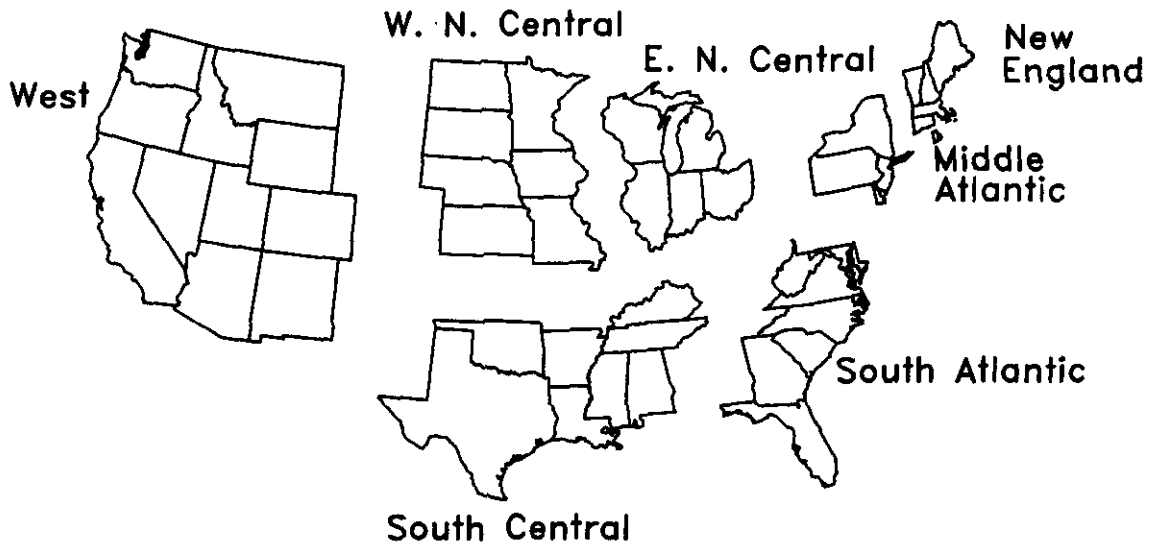 W. N. Central
E. N. Central
New
England
West
Middle
Atlantic
South Atlantic
South Central